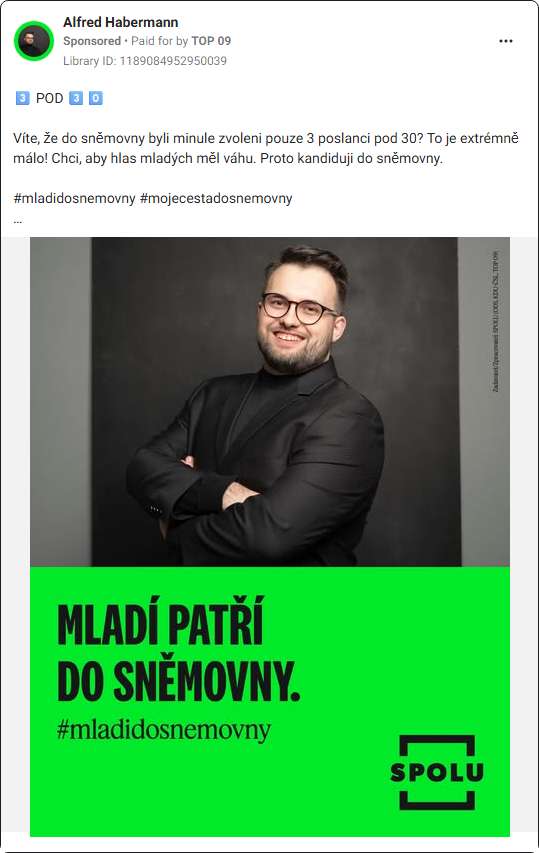 Alfred Habermann
Sponsored • Paid for by TOP 09
Library ID: 1189084952950039
3️⃣ POD 3️⃣ 0️⃣
Víte, že do sněmovny byli minule zvoleni pouze 3 poslanci pod 30? To je extrémně
málo! Chci, aby hlas mladých měl váhu. Proto kandiduji do sněmovny.
#mladidosnemovny #mojecestadosnemovny
…
Zadavatel/Zpracovatel: SPOLU (ODS, KDU-ČSL, TOP 09)
MLADÍ PATŘÍ
DO SNĚMOVNY.
#mladidosnemovny
SPOLU